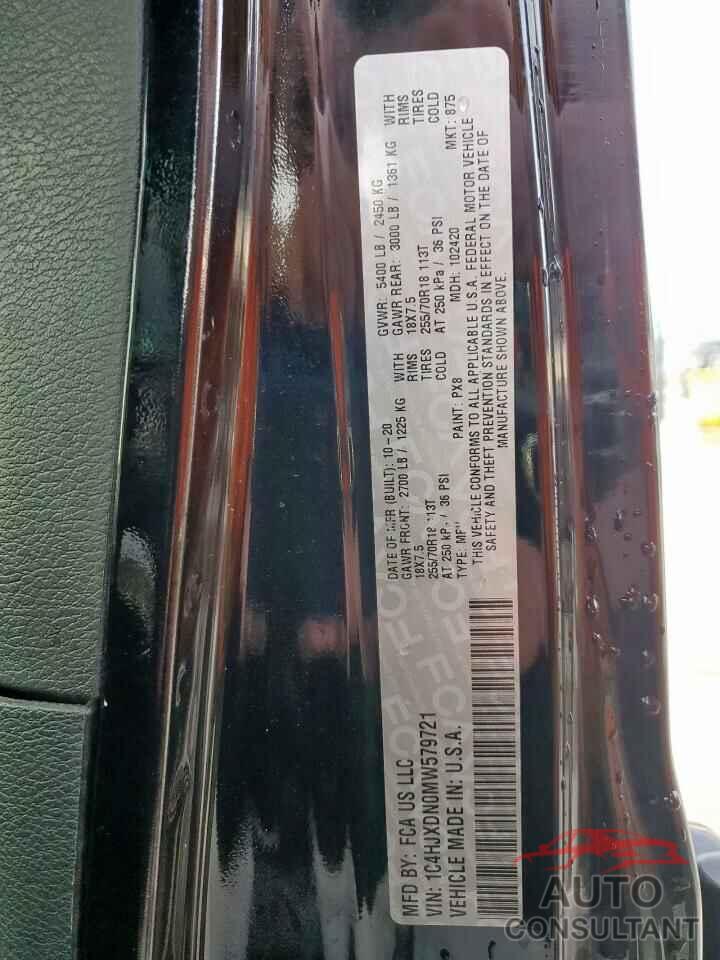 MFD BY: FCA US LLC
DATE OF MFR (BUILT): 10-20
GVWR: 5400 LB / 2450 KG
VIN: 1C4HJXDN0MW579721
GAWR FRONT: 2700 LB / 1225 KG WITH
GAWR REAR: 3000 LB / 1361 KG WITH
VEHICLE MADE IN: U.S.A.
18X7.5 RIMS
18X7.5 RIMS
255/70R18 113T TIRES
255/70R18 113T TIRES
AT 250 kPa / 36 PSI COLD
AT 250 kPa / 36 PSI COLD
TYPE: PAINT: PX8 MDH: 102420 MKT: 875
THIS VEHICLE CONFORMS TO ALL APPLICABLE U.S.A. FEDERAL MOTOR VEHICLE
SAFETY, AND THEFT PREVENTION STANDARDS IN EFFECT ON THE DATE OF
MANUFACTURE SHOWN ABOVE.
AUTO
CONSULTANT